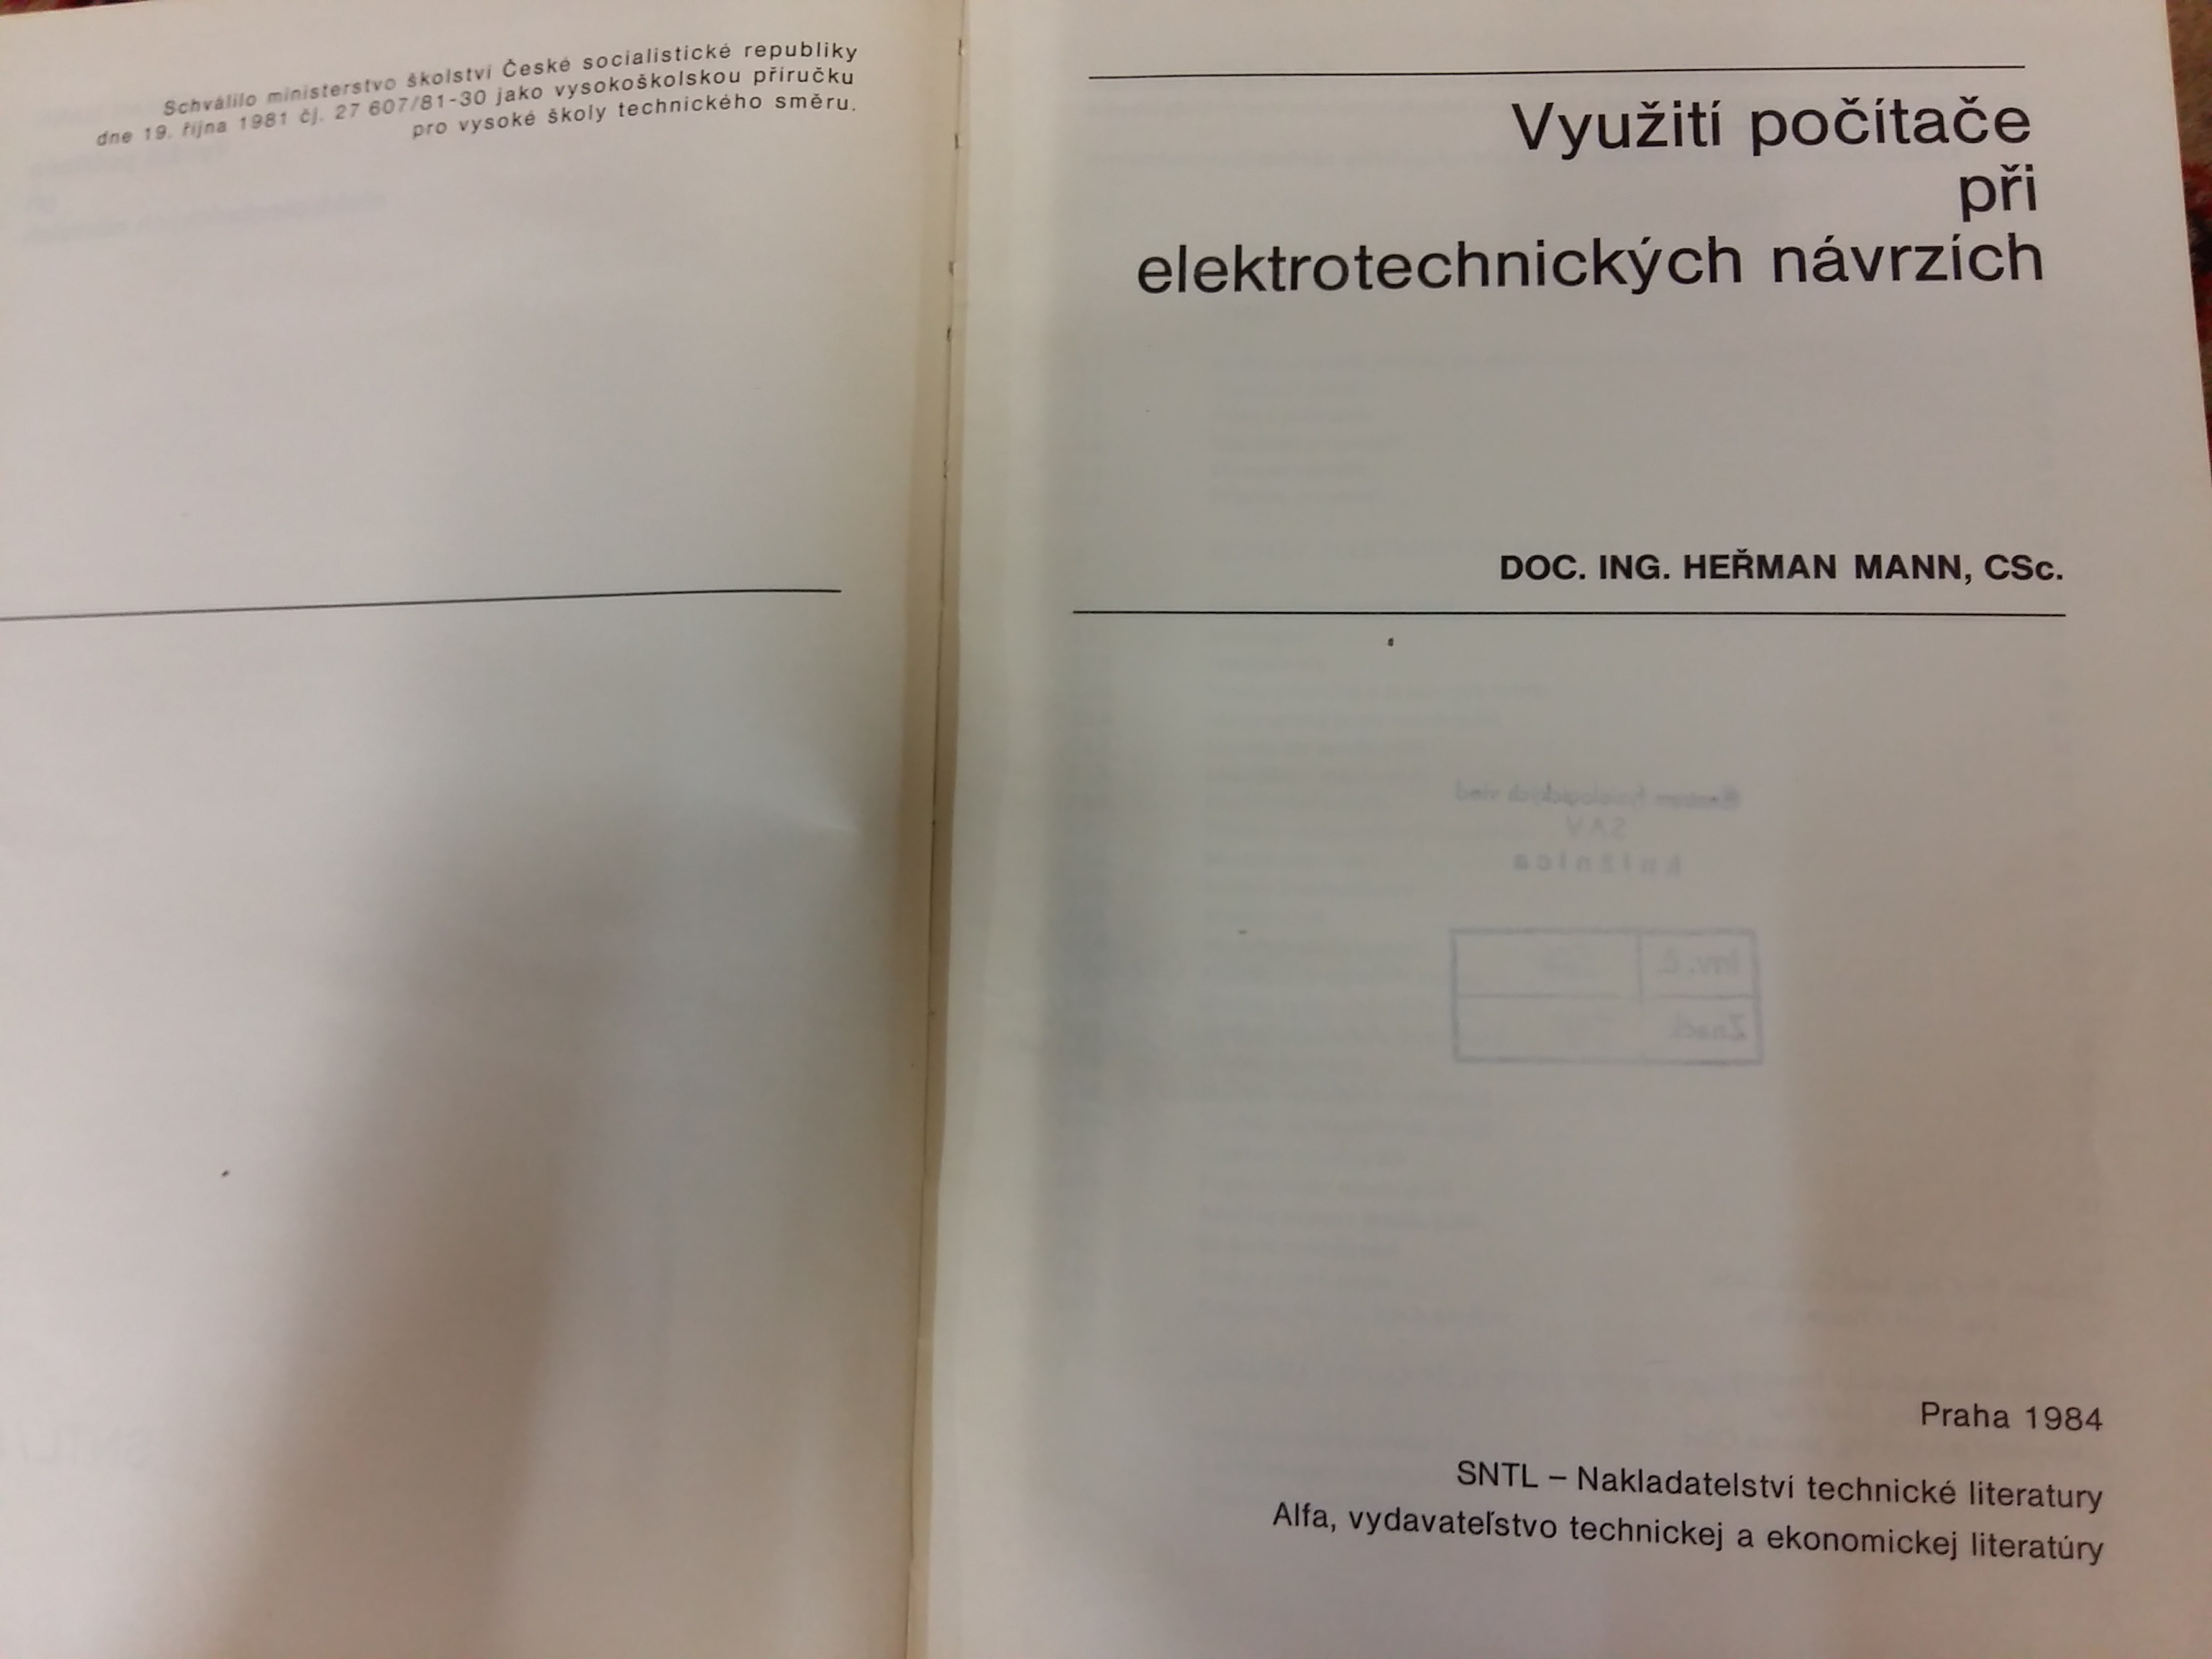 Schválilo ministerstvo školství České socialistické republiky
dne 19. října 1981 čj. 27 607/81-30 jako vysokoškolskou příručku
pro vysoké školy technického směru.
Využití počítače
při
elektrotechnických návrzích
DOC. ING. HEŘMAN MANN, CSc.
SAV
knižnica
Inv. č.
Znač.
Praha 1984
SNTL – Nakladatelství technické literatury
Alfa, vydavateľstvo technickej a ekonomickej literatúry